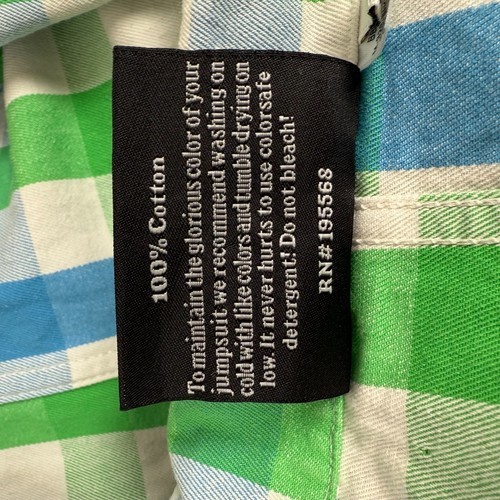 100% Cotton
To maintain the glorious color of your
jumpsuit we recommend washing on
cold with like colors and tumble drying on
low. It never hurts to use colorsafe
detergent! Do not bleach!
RN# 195568